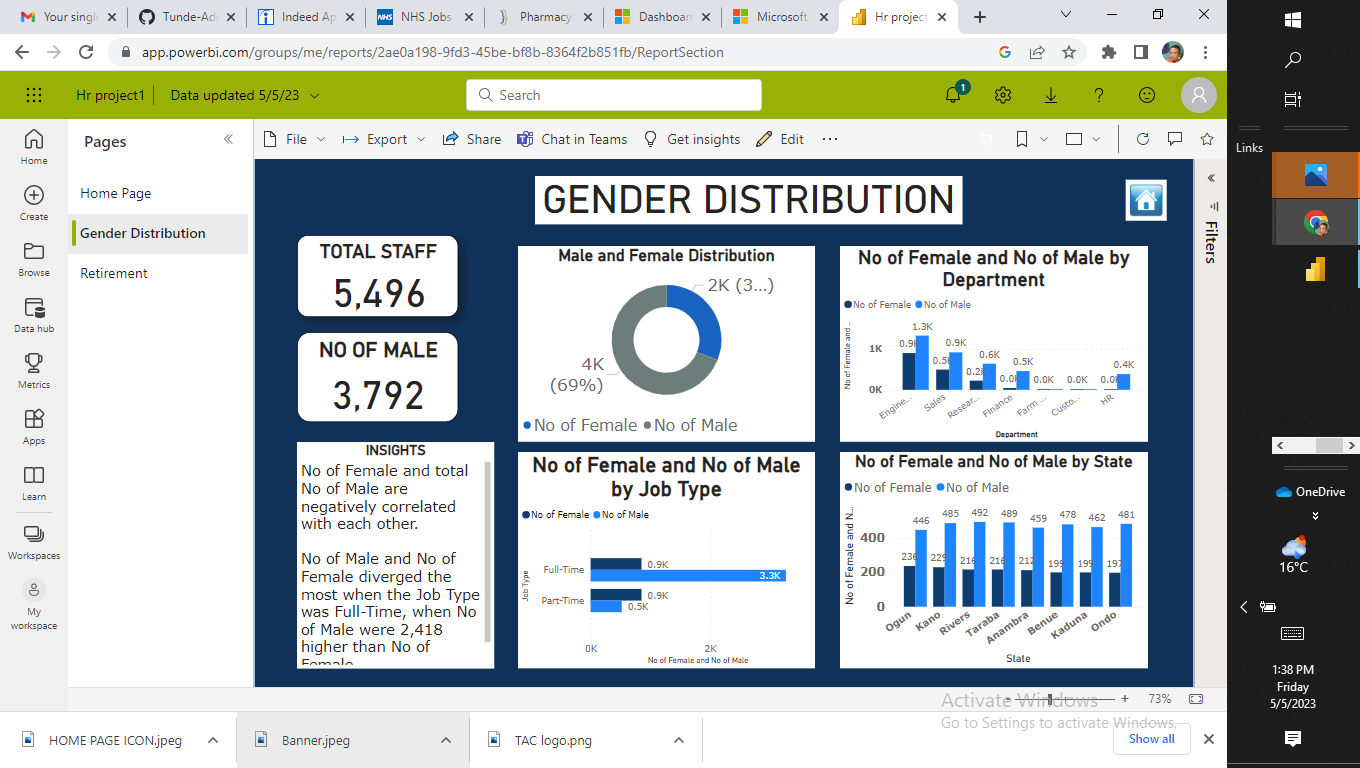 Your single
Tunde-Ad
Indeed Ap
NHS Jobs
Pharmacy
Dashboar
Microsoft
Hr project
app.powerbi.com/groups/me/reports/2ae0a198-9fd3-45be-bf8b-8364f2b851fb/ReportSection
Hr project1
Data updated 5/5/23
Search
1
Pages
File
Export
Share
Chat in Teams
Get insights
Edit
Home
Create
Browse
Data hub
Metrics
Apps
Learn
Workspaces
My
workspace
Home Page
Gender Distribution
Retirement
GENDER DISTRIBUTION
Filters
TOTAL STAFF
5,496
NO OF MALE
3,792
INSIGHTS
No of Female and total
No of Male are
negatively correlated
with each other.
No of Male and No of
Female diverged the
most when the Job Type
was Full-Time, when No
of Male were 2,418
higher than No of
Female
Male and Female Distribution
2K (3...)
4K
(69%)
No of Female No of Male
No of Female and No of Male by
Department
No of Female No of Male
No of Female and...
1K
0K
0.9K 1.3K 0.5K 0.9K 0.2K 0.6K 0.0K 0.5K 0.0K 0.0K 0.0K 0.4K
Engine... Sales Resear... Finance Farm ... Custo... HR
Department
No of Female and No of Male
by Job Type
No of Female No of Male
Job Type
Full-Time
0.9K
3.3K
Part-Time
0.9K
0.5K
0K 2K
No of Female and No of Male
No of Female and No of Male by State
No of Female No of Male
No of Female and N...
400
200
0
236 446 229 485 216 492 216 489 212 459 199 478 199 462 197 481
Ogun Kano Rivers Taraba Anambra Benue Kaduna Ondo
State
73%
Activate Windows
Go to Settings to activate Windows.
HOME PAGE ICON.jpeg
Banner.jpeg
TAC logo.png
Show all
Links
OneDrive
16°C
1:38 PM
Friday
5/5/2023